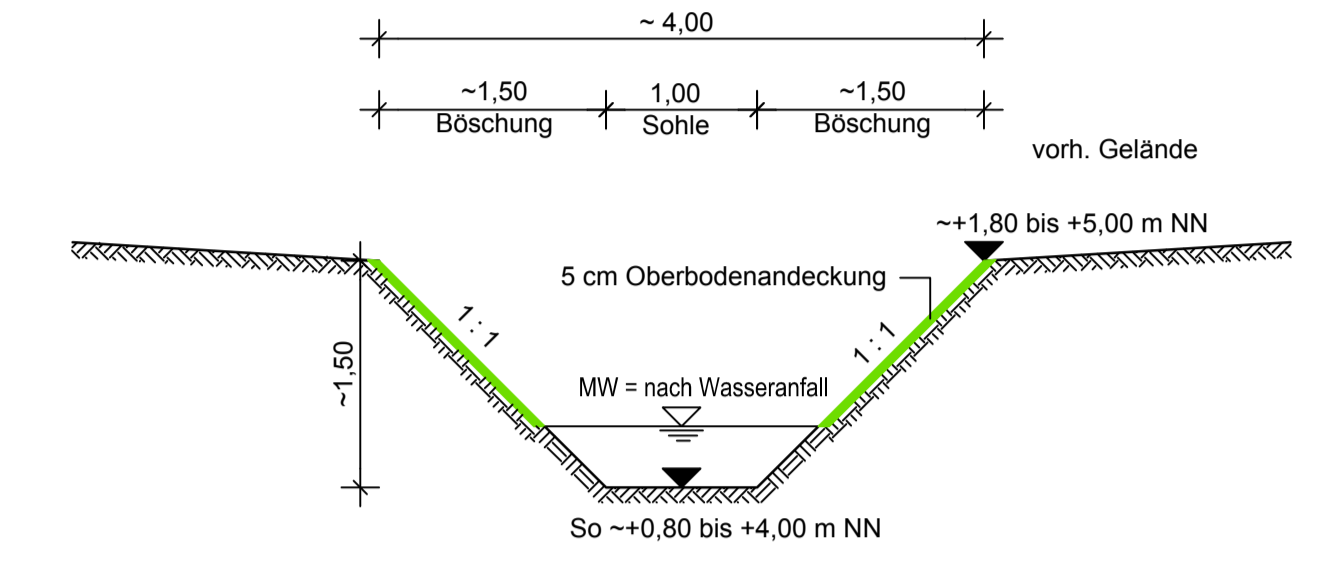 ~ 4,00
~1,50
1,00
~1,50
Böschung
Sohle
Böschung
vorh. Gelände
~+1,80 bis +5,00 m NN
5 cm Oberbodenandeckung
1 : 1
1 : 1
~1,50
MW = nach Wasseranfall
So ~+0,80 bis +4,00 m NN